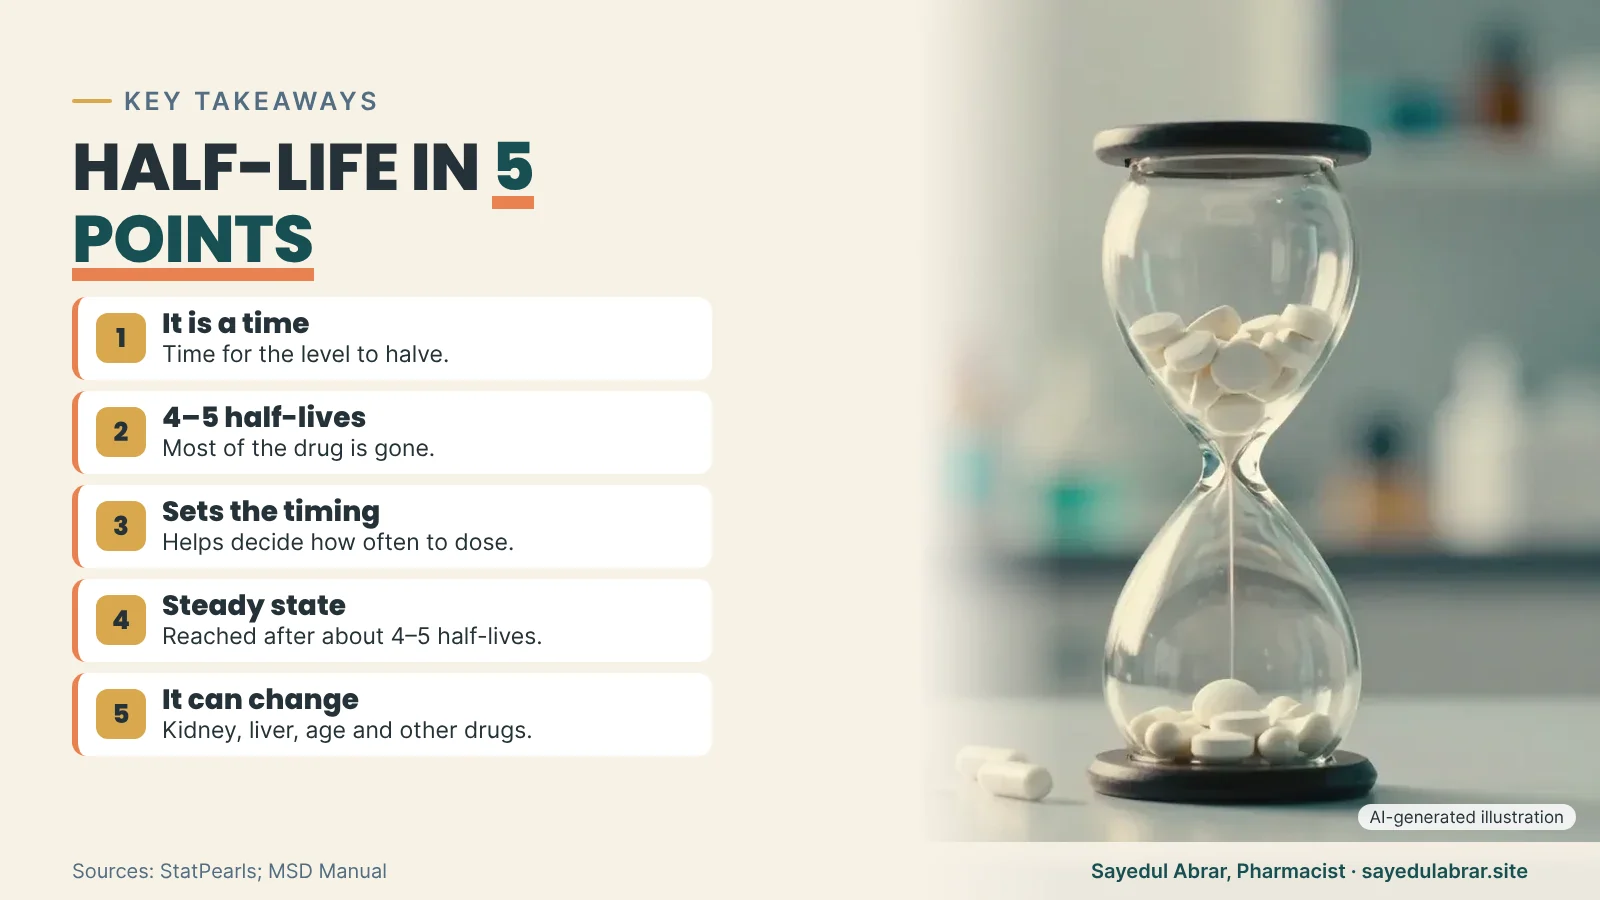 KEY TAKEAWAYS
HALF-LIFE IN 5
POINTS
1
It is a time
Time for the level to halve.
2
4–5 half-lives
Most of the drug is gone.
3
Sets the timing
Helps decide how often to dose.
4
Steady state
Reached after about 4–5 half-lives.
5
It can change
Kidney, liver, age and other drugs.
AI-generated illustration
Sources: StatPearls; MSD Manual
Sayedul Abrar, Pharmacist · sayedulabrar.site